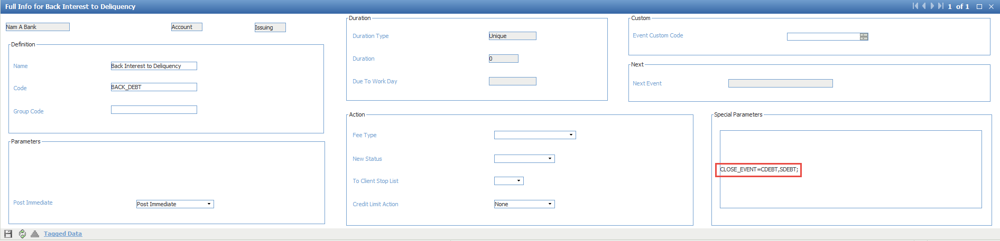 Full Info for Back Interest to Deliquency
1 of 1
Nam A Bank
Account
Issuing
Definition
Name
Back Interest to Deliquency
Code
BACK_DEBT
Group Code
Parameters
Post Immediate
Post Immediate
Duration
Duration Type
Unique
Duration
0
Due To Work Day
Action
Fee Type
New Status
To Client Stop List
Credit Limit Action
None
Custom
Event Custom Code
Next
Next Event
Special Parameters
CLOSE_EVENT=CDEBT,SDEBT;
Tagged Data